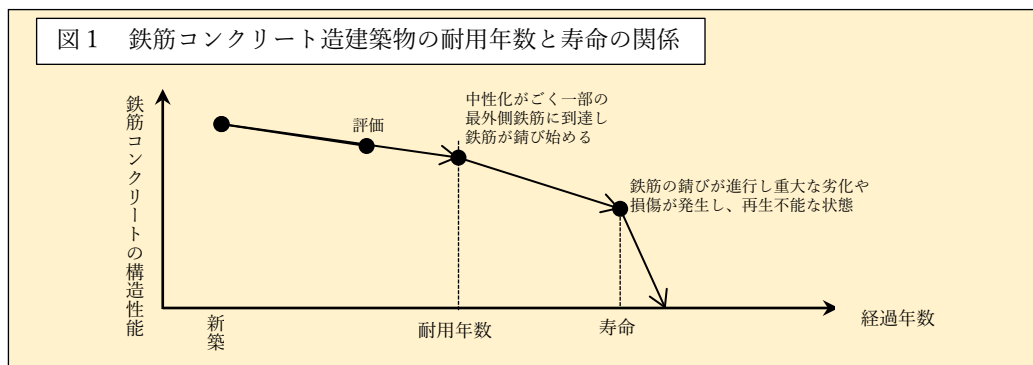 図１　鉄筋コンクリート造建築物の耐用年数と寿命の関係
鉄筋コンクリートの構造性能
評価
中性化がごく一部の
最外側鉄筋に到達し
鉄筋が錆び始める
鉄筋の錆びが進行し重大な劣化や
損傷が発生し、再生不能な状態
新築
耐用年数
寿命
経過年数